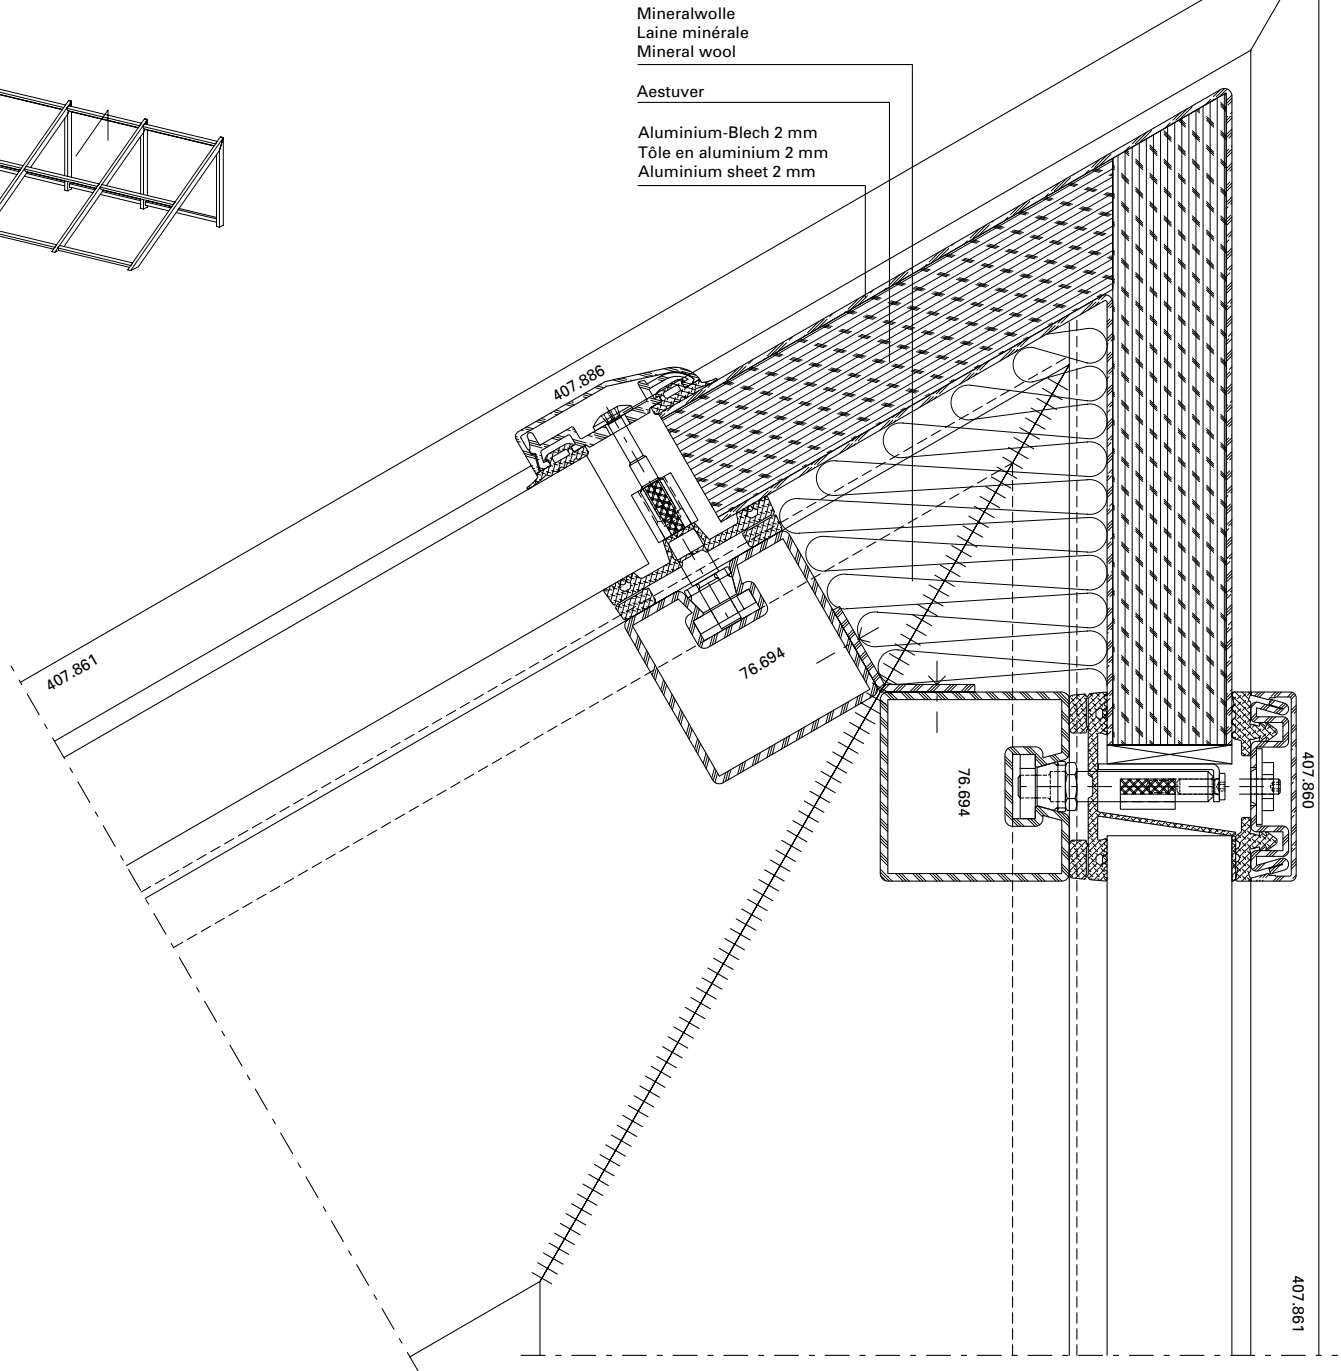 Mineralwolle
Laine minérale
Mineral wool
Aestuver
Aluminium-Blech 2 mm
Tôle en aluminium 2 mm
Aluminium sheet 2 mm
407.886
407.861
76.694
76.694
407.860
407.861